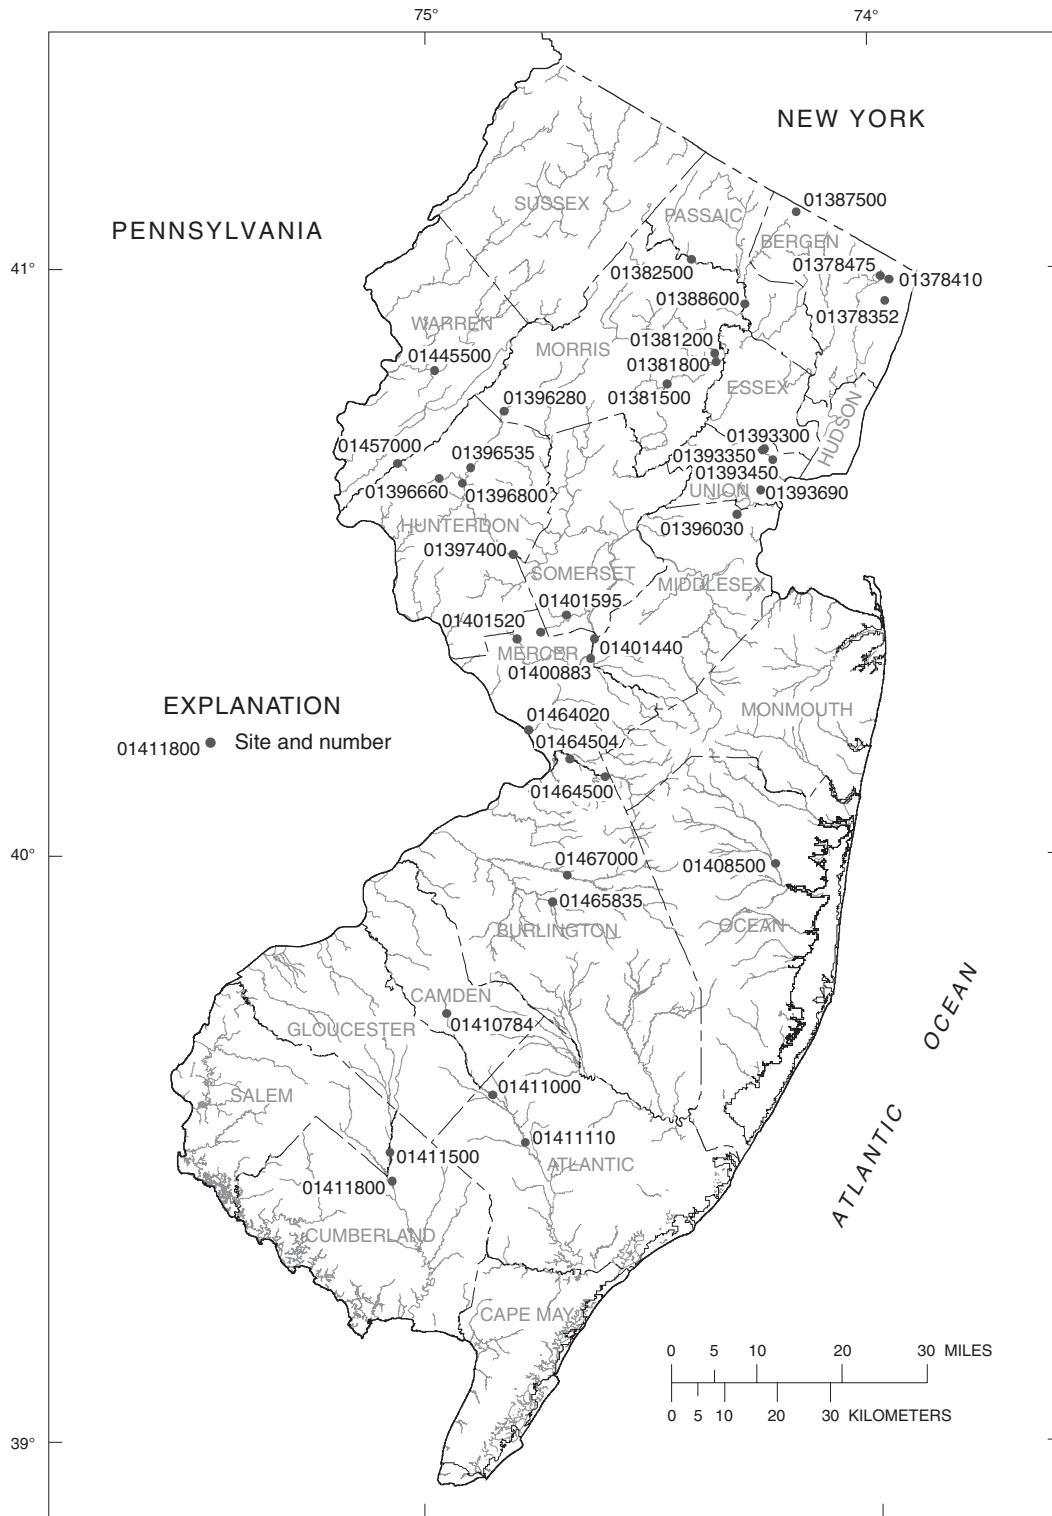 75°
74°
NEW YORK
PENNSYLVANIA
SUSSEX
PASSAIC
01387500
BERGEN
41°
01378475
01378410
01382500
01388600
01378352
WARREN
01381200
MORRIS
01445500
01381800
ESSEX
01396280
01381500
HUDSON
01393300
01457000
01396535
01393350
01393450
01396660
01396800
UNION
01393690
HUNTERDON
01396030
01397400
SOMERSET
MIDDLESEX
01401595
01401520
MERCER
01401440
01400883
EXPLANATION
01411800 Site and number
MONMOUTH
01464020
01464504
01464500
40°
01467000
01408500
01465835
BURLINGTON
OCEAN
CAMDEN
01410784
GLOUCESTER
ATLANTIC OCEAN
SALEM
01411000
01411110
01411500
ATLANTIC
01411800
CUMBERLAND
CAPE MAY
0 5 10 20 30 MILES
0 5 10 20 30 KILOMETERS
39°